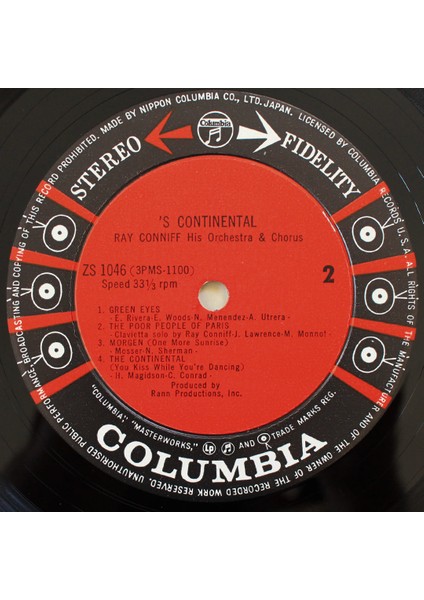 MADE BY NIPPON COLUMBIA CO., LTD. JAPAN. LICENSED BY COLUMBIA RECORDS U.S.A. ALL RIGHTS OF THE MANUFACTURER AND OF THE OWNER OF THE RECORDED WORK RESERVED. UNAUTHORISED PUBLIC PERFORMANCE, BROADCASTING AND COPYING OF THIS RECORD PROHIBITED.
STEREO
Columbia
FIDELITY
'S CONTINENTAL
RAY CONNIFF His Orchestra & Chorus
ZS 1046 (3PMS-1100)
Speed 33 1/3 rpm
2
1. GREEN EYES
- E. Rivera-E. Woods-N. Menendez-A. Utrera -
2. THE POOR PEOPLE OF PARIS
- Clavietta solo by Ray Conniff-J. Lawrence-M. Monnot -
3. MORGEN (One More Sunrise)
- Mosser-N. Sherman -
4. THE CONTINENTAL
(You Kiss While You're Dancing)
- H. Magidson-C. Conrad -
Produced by
Rann Productions, Inc.
"COLUMBIA", "MASTERWORKS," Lp AND TRADE MARKS REG.
COLUMBIA